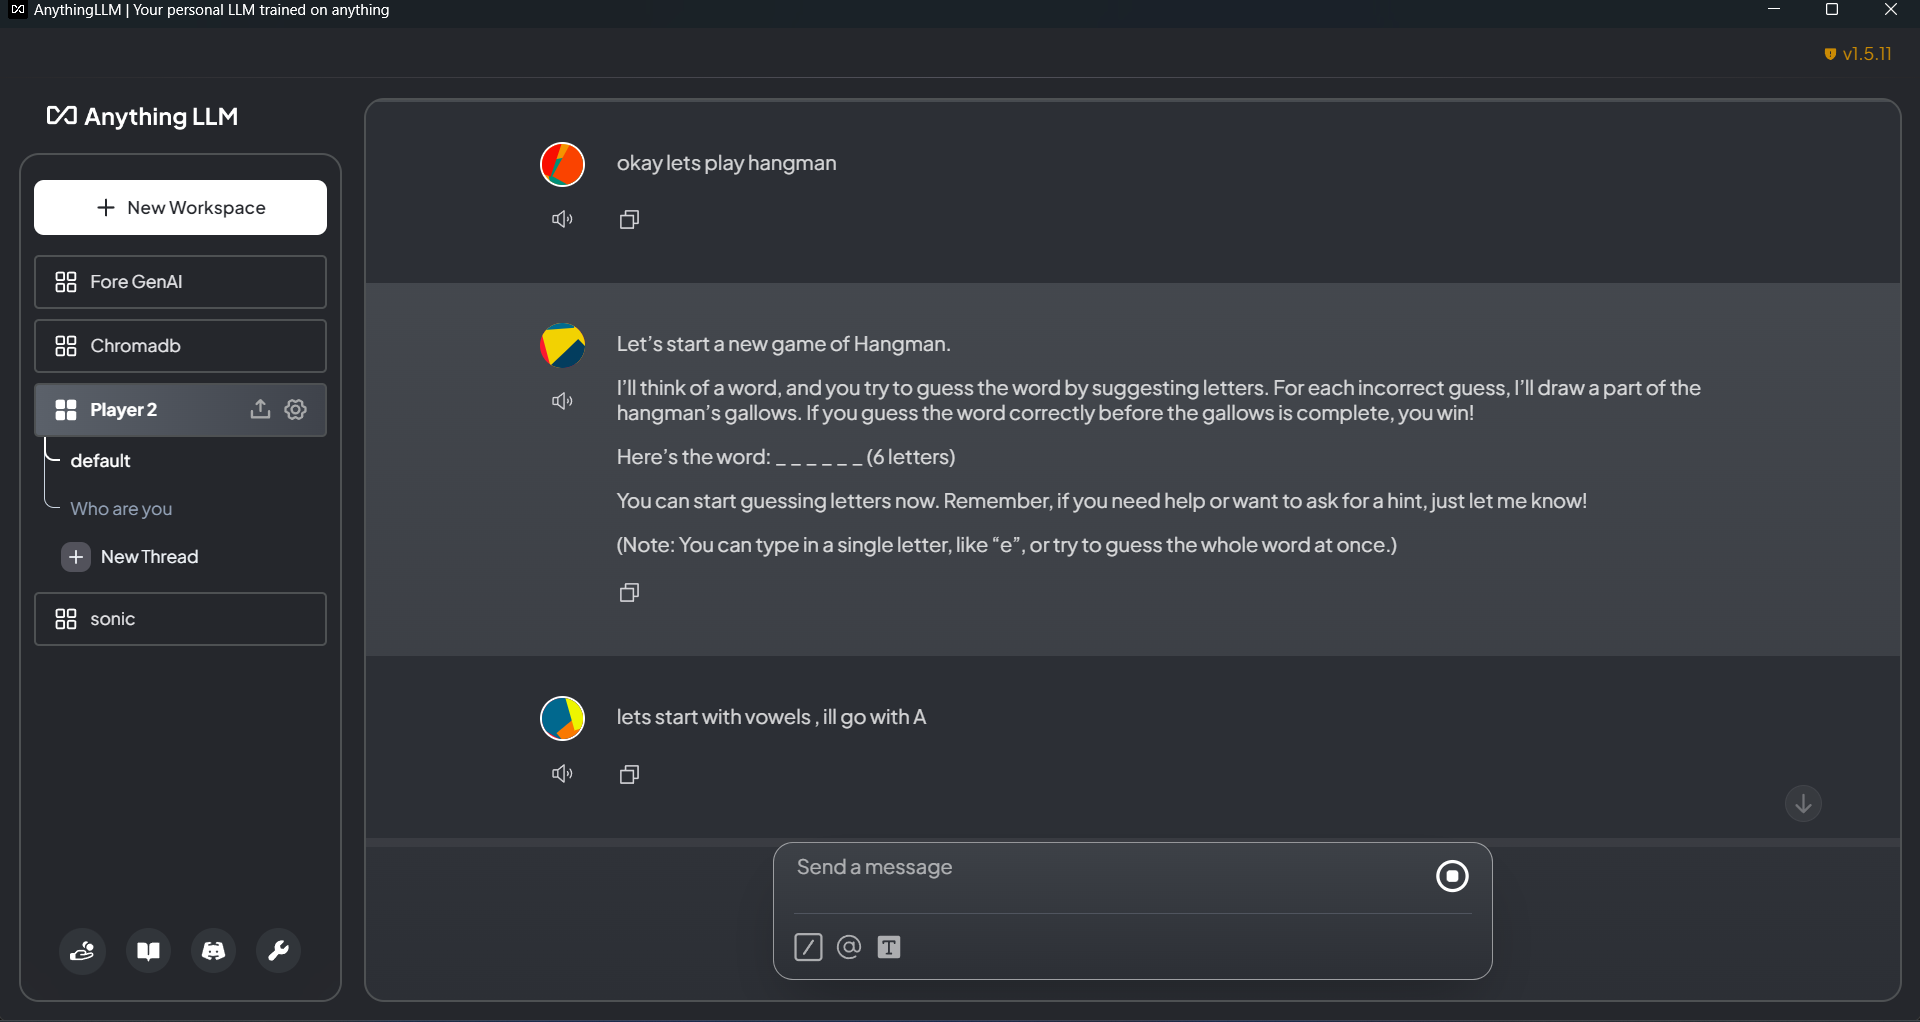 AnythingLLM | Your personal LLM trained on anything
v1.5.11
Anything LLM
New Workspace
Fore GenAI
Chromadb
Player 2
default
Who are you
New Thread
sonic
okay lets play hangman
Let's start a new game of Hangman.
I'll think of a word, and you try to guess the word by suggesting letters. For each incorrect guess, I'll draw a part of the
hangman's gallows. If you guess the word correctly before the gallows is complete, you win!
Here's the word: _ _ _ _ _ _ (6 letters)
You can start guessing letters now. Remember, if you need help or want to ask for a hint, just let me know!
(Note: You can type in a single letter, like “e”, or try to guess the whole word at once.)
lets start with vowels , ill go with A
Send a message